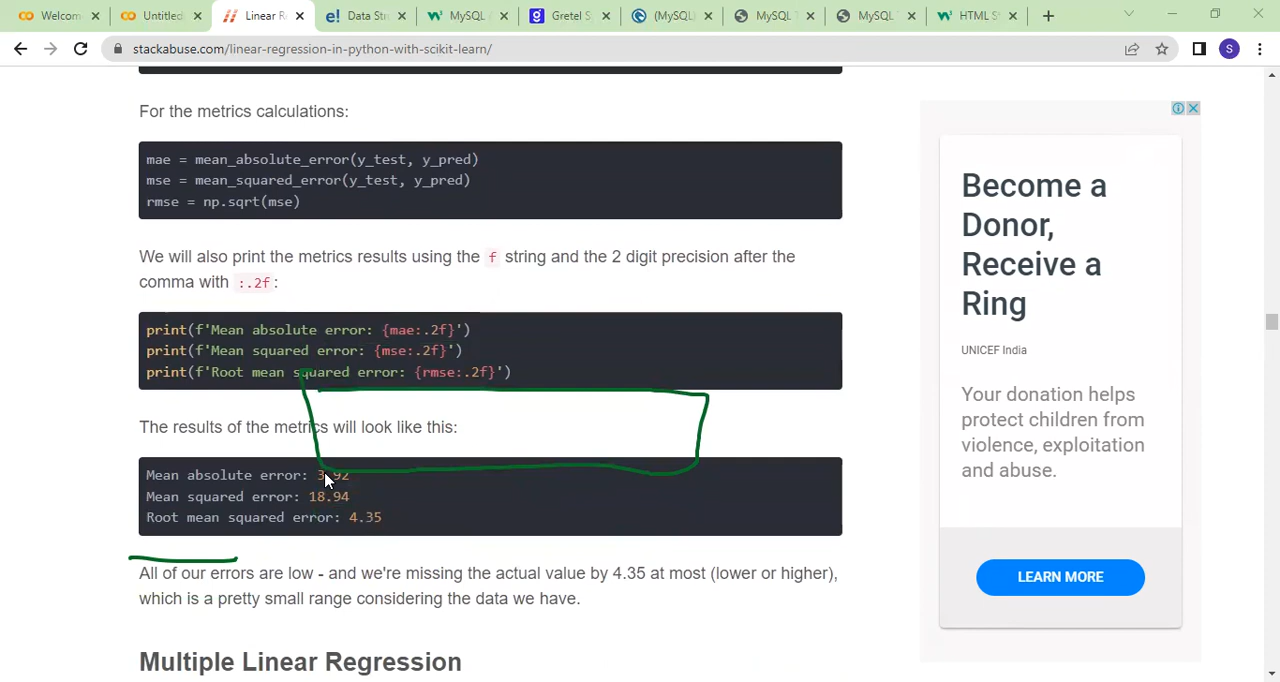 Welcom
Untitled
Linear R
Data Str
MySQL
Gretel S
(MySQL
MySQL
MySQL
HTML S
stackabuse.com/linear-regression-in-python-with-scikit-learn/
S
For the metrics calculations:
mae = mean_absolute_error(y_test, y_pred)
mse = mean_squared_error(y_test, y_pred)
rmse = np.sqrt(mse)
We will also print the metrics results using the f string and the 2 digit precision after the
comma with :.2f:
print(f'Mean absolute error: {mae:.2f}')
print(f'Mean squared error: {mse:.2f}')
print(f'Root mean squared error: {rmse:.2f}')
The results of the metrics will look like this:
Mean absolute error: 3.92
Mean squared error: 18.94
Root mean squared error: 4.35
All of our errors are low - and we're missing the actual value by 4.35 at most (lower or higher),
which is a pretty small range considering the data we have.
Multiple Linear Regression
Become a
Donor,
Receive a
Ring
UNICEF India
Your donation helps
protect children from
violence, exploitation
and abuse.
LEARN MORE